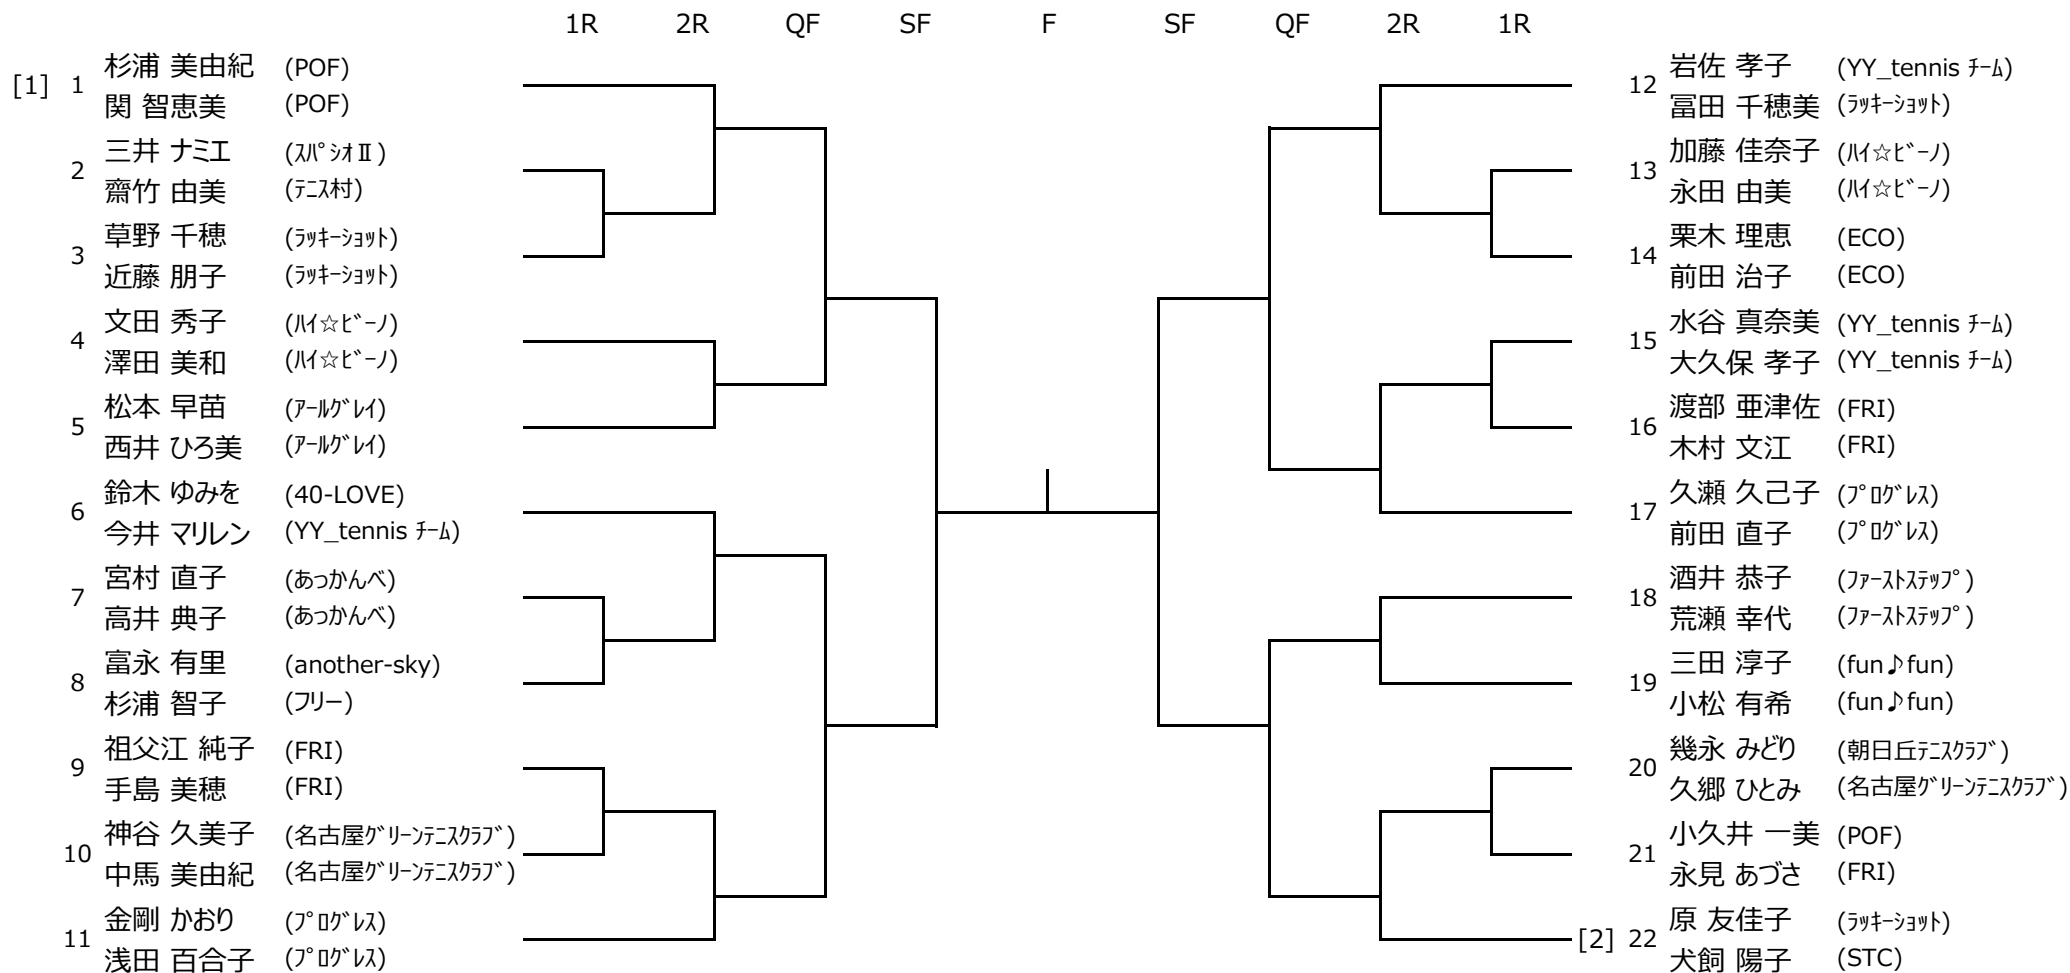 1R 2R QF SF F SF QF 2R 1R
[1] 1 杉浦 美由紀 (POF)
関 智恵美 (POF)
2 三井 ナミエ (ｽﾊﾟｼｵⅡ)
齋竹 由美 (ﾃﾆｽ村)
3 草野 千穂 (ﾗｯｷｰｼｮｯﾄ)
近藤 朋子 (ﾗｯｷｰｼｮｯﾄ)
4 文田 秀子 (ﾊｲ☆ﾋﾞｰﾉ)
澤田 美和 (ﾊｲ☆ﾋﾞｰﾉ)
5 松本 早苗 (ｱｰﾙｸﾞﾚｲ)
西井 ひろ美 (ｱｰﾙｸﾞﾚｲ)
6 鈴木 ゆみを (40-LOVE)
今井 マリレン (YY_tennis ﾁｰﾑ)
7 宮村 直子 (あっかんべ)
高井 典子 (あっかんべ)
8 富永 有里 (another-sky)
杉浦 智子 (フリー)
9 祖父江 純子 (FRI)
手島 美穂 (FRI)
10 神谷 久美子 (名古屋ｸﾞﾘｰﾝﾃﾆｽｸﾗﾌﾞ)
中馬 美由紀 (名古屋ｸﾞﾘｰﾝﾃﾆｽｸﾗﾌﾞ)
11 金剛 かおり (ﾌﾟﾛｸﾞﾚｽ)
浅田 百合子 (ﾌﾟﾛｸﾞﾚｽ)
12 岩佐 孝子 (YY_tennis ﾁｰﾑ)
冨田 千穂美 (ﾗｯｷｰｼｮｯﾄ)
13 加藤 佳奈子 (ﾊｲ☆ﾋﾞｰﾉ)
永田 由美 (ﾊｲ☆ﾋﾞｰﾉ)
14 栗木 理恵 (ECO)
前田 治子 (ECO)
15 水谷 真奈美 (YY_tennis ﾁｰﾑ)
大久保 孝子 (YY_tennis ﾁｰﾑ)
16 渡部 亜津佐 (FRI)
木村 文江 (FRI)
17 久瀬 久己子 (ﾌﾟﾛｸﾞﾚｽ)
前田 直子 (ﾌﾟﾛｸﾞﾚｽ)
18 酒井 恭子 (ﾌｧｰｽﾄｽﾃｯﾌﾟ)
荒瀬 幸代 (ﾌｧｰｽﾄｽﾃｯﾌﾟ)
19 三田 淳子 (fun♪fun)
小松 有希 (fun♪fun)
20 幾永 みどり (朝日丘ﾃﾆｽｸﾗﾌﾞ)
久郷 ひとみ (名古屋ｸﾞﾘｰﾝﾃﾆｽｸﾗﾌﾞ)
21 小久井 一美 (POF)
永見 あづさ (FRI)
[2] 22 原 友佳子 (ﾗｯｷｰｼｮｯﾄ)
犬飼 陽子 (STC)